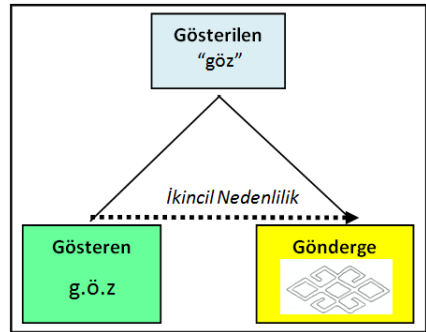 Gösterilen
“göz”
İkincil Nedenlilik
Gösteren
g.ö.z
Gönderge